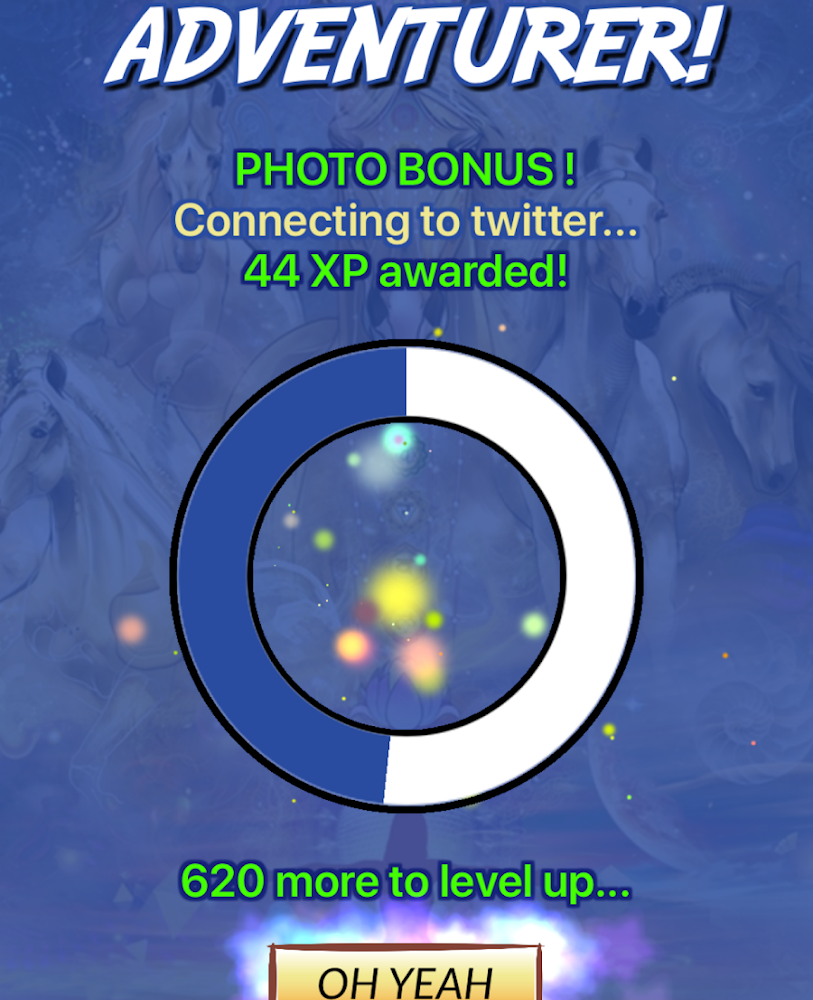 ADVENTURER!
PHOTO BONUS !
Connecting to twitter...
44 XP awarded!
620 more to level up...
OH YEAH